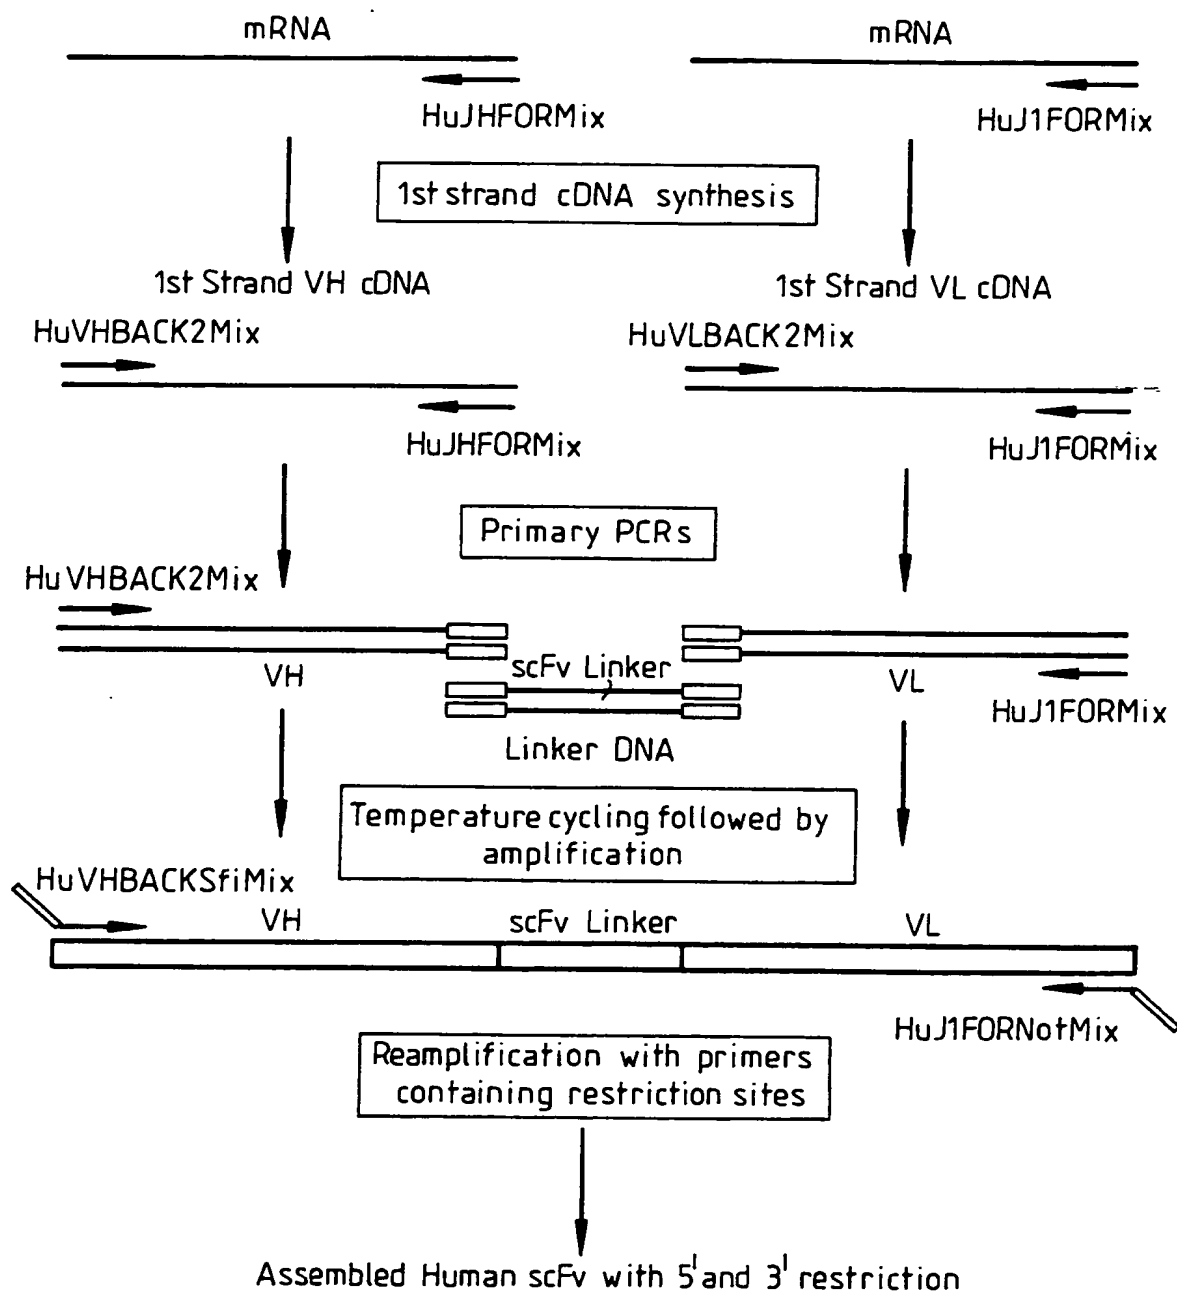 mRNA
mRNA
HuJHFORMix
HuJ1FORMix
1st strand cDNA synthesis
1st Strand VH cDNA
1st Strand VL cDNA
HuVHBACK2Mix
HuVLBACK2Mix
HuJHFORMix
HuJ1FORMix
Primary PCRs
HuVHBACK2Mix
VH
scFv Linker
VL
HuJ1FORMix
Linker DNA
Temperature cycling followed by
amplification
HuVHBACKSfiMix
VH
scFv Linker
VL
HuJ1FORNotMix
Reamplification with primers
containing restriction sites
Assembled Human scFv with 5' and 3' restriction